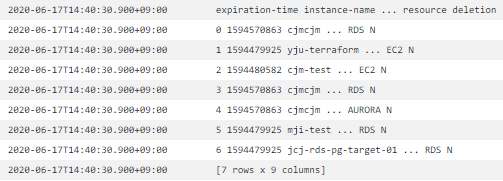 2020-06-17T14:40:30.900+09:00 expiration-time instance-name ... resource deletion
2020-06-17T14:40:30.900+09:00 0 1594570863 cjmcjm ... RDS N
2020-06-17T14:40:30.900+09:00 1 1594479925 yju-terraform ... EC2 N
2020-06-17T14:40:30.900+09:00 2 1594480582 cjm-test ... EC2 N
2020-06-17T14:40:30.900+09:00 3 1594570863 cjmcjm ... RDS N
2020-06-17T14:40:30.900+09:00 4 1594570863 cjmcjm ... AURORA N
2020-06-17T14:40:30.900+09:00 5 1594479925 mji-test ... RDS N
2020-06-17T14:40:30.900+09:00 6 1594479925 jcj-rds-pg-target-01 ... RDS N
2020-06-17T14:40:30.900+09:00 [7 rows x 9 columns]